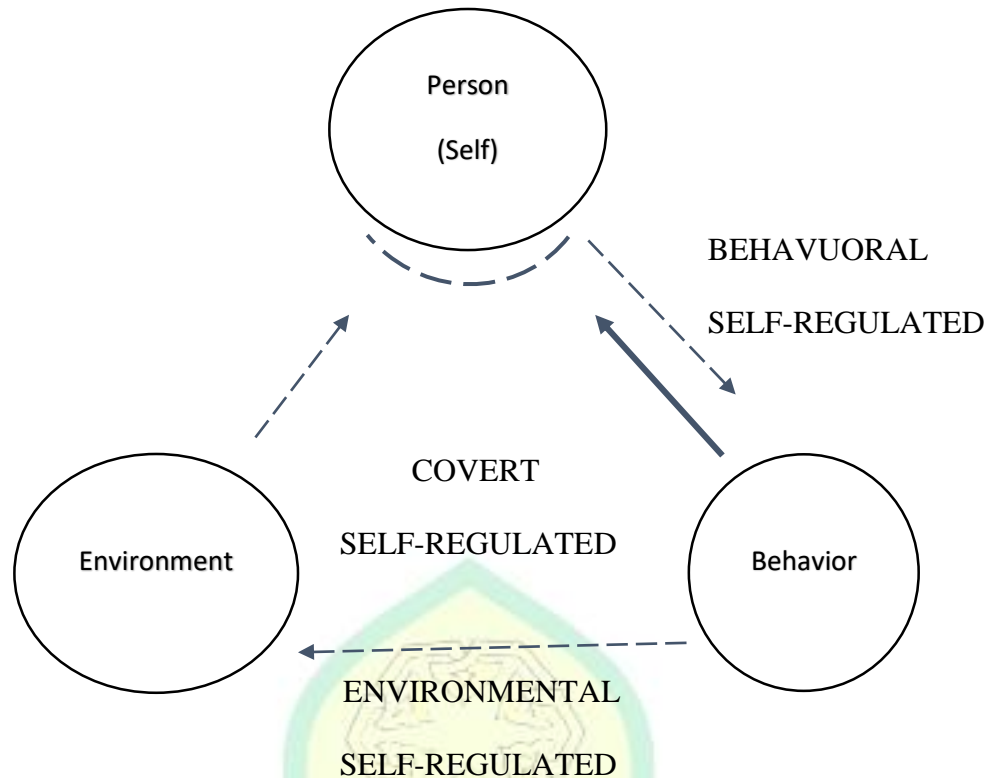 Person
(Self)
BEHAVUORAL
SELF-REGULATED
COVERT
SELF-REGULATED
Environment
Behavior
ENVIRONMENTAL
SELF-REGULATED